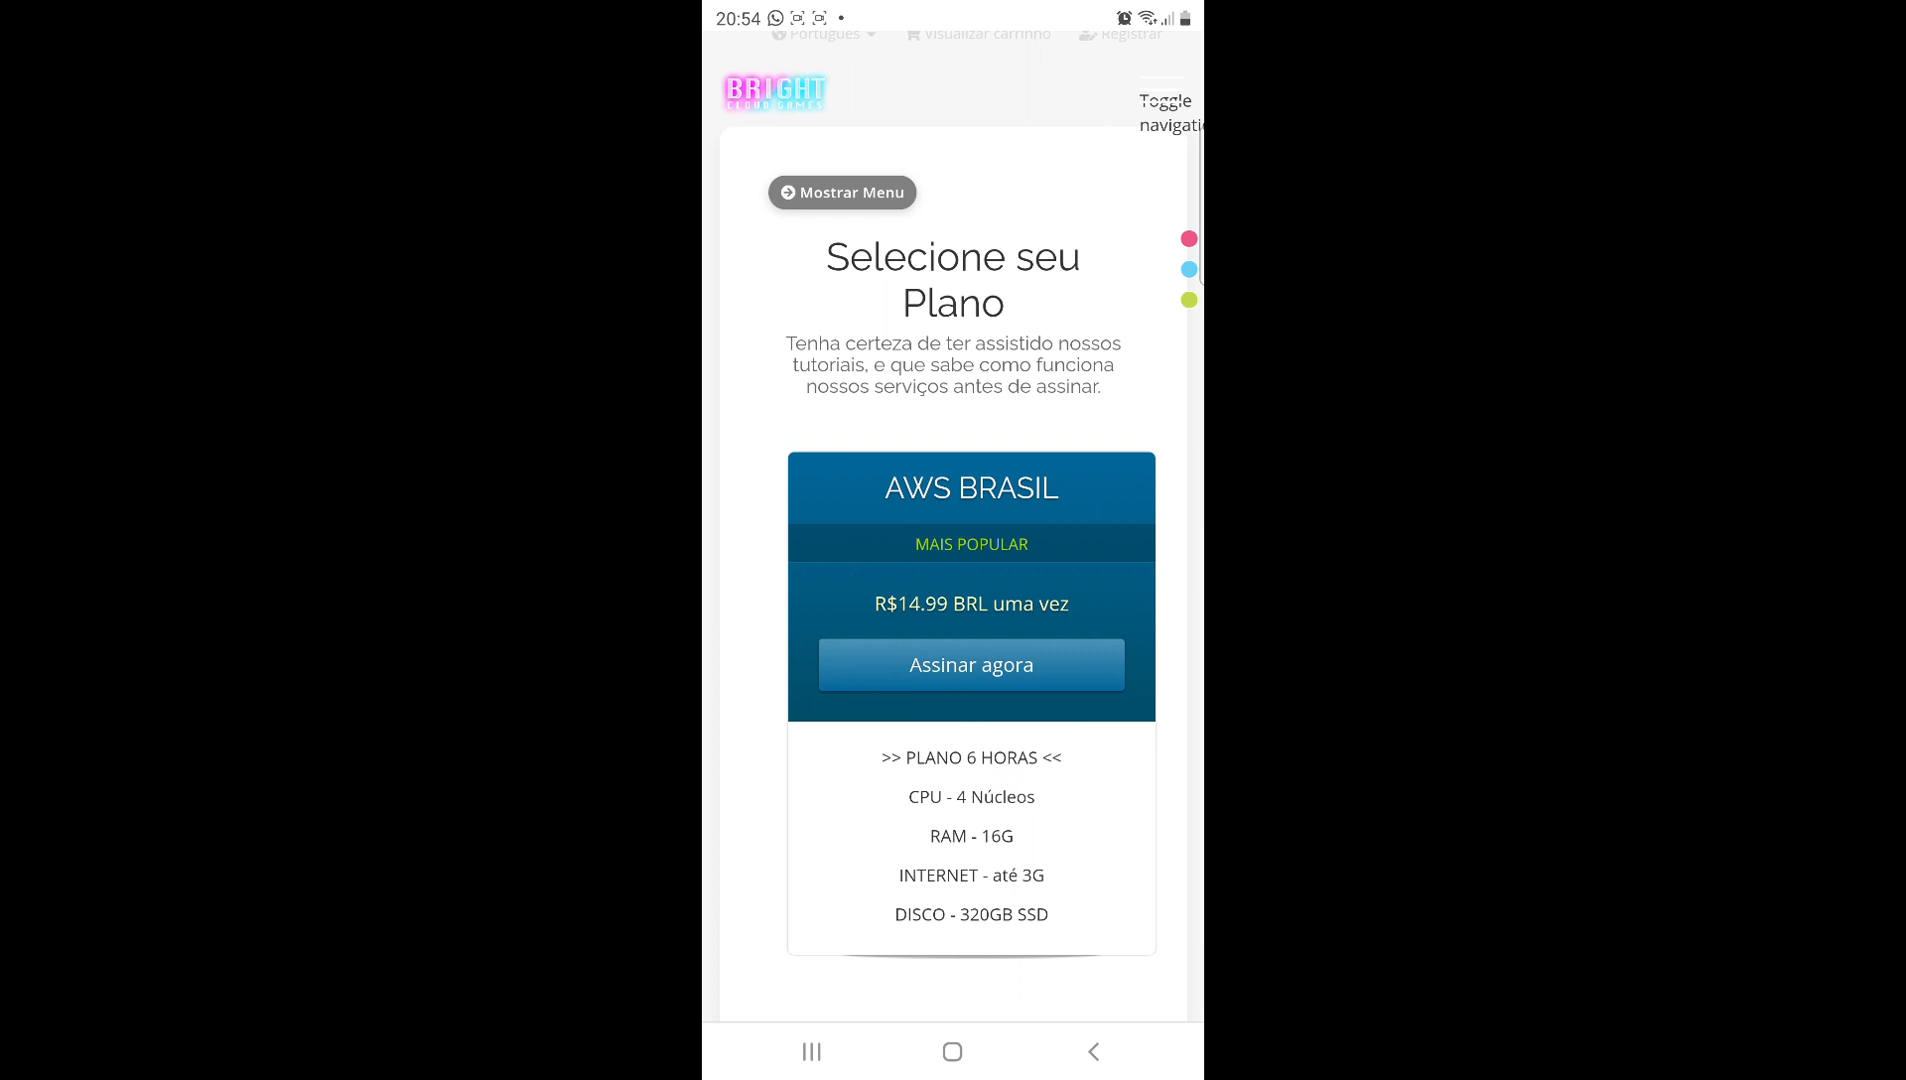 20:54
Português Visualizar carrinho Registrar
BRIGHT
CLOUD GAMES
Toggle
navigati
Mostrar Menu
Selecione seu
Plano
Tenha certeza de ter assistido nossos
tutoriais, e que sabe como funciona
nossos serviços antes de assinar.
AWS BRASIL
MAIS POPULAR
R$14.99 BRL uma vez
Assinar agora
>> PLANO 6 HORAS <<
CPU - 4 Núcleos
RAM - 16G
INTERNET - até 3G
DISCO - 320GB SSD